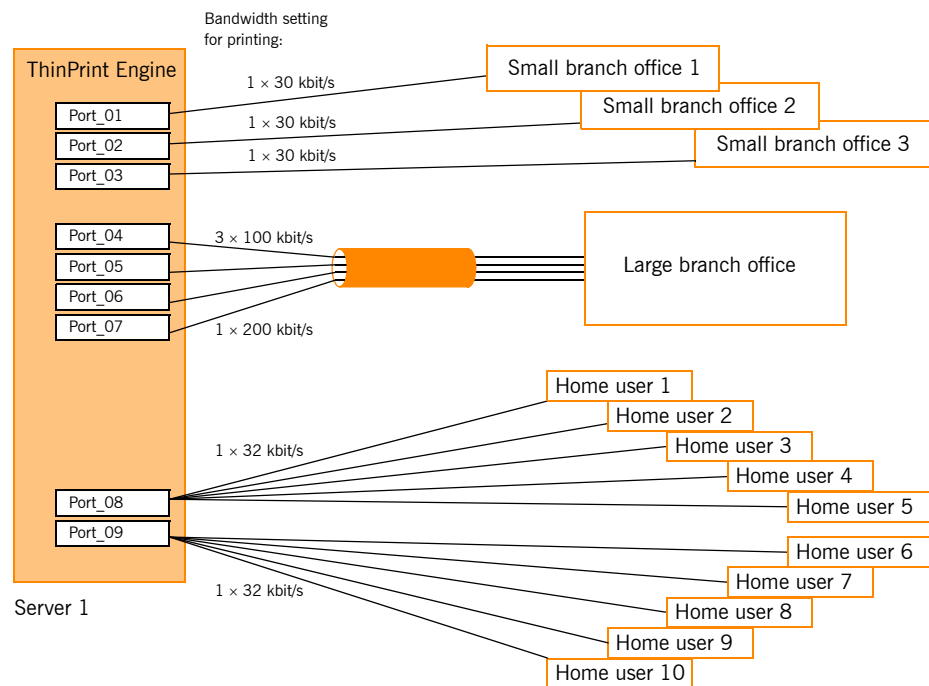 Bandwidth setting
for printing:
ThinPrint Engine
Port_01
Port_02
Port_03
Port_04
Port_05
Port_06
Port_07
Port_08
Port_09
Server 1
1 × 30 kbit/s
1 × 30 kbit/s
1 × 30 kbit/s
3 × 100 kbit/s
1 × 200 kbit/s
1 × 32 kbit/s
1 × 32 kbit/s
Small branch office 1
Small branch office 2
Small branch office 3
Large branch office
Home user 1
Home user 2
Home user 3
Home user 4
Home user 5
Home user 6
Home user 7
Home user 8
Home user 9
Home user 10